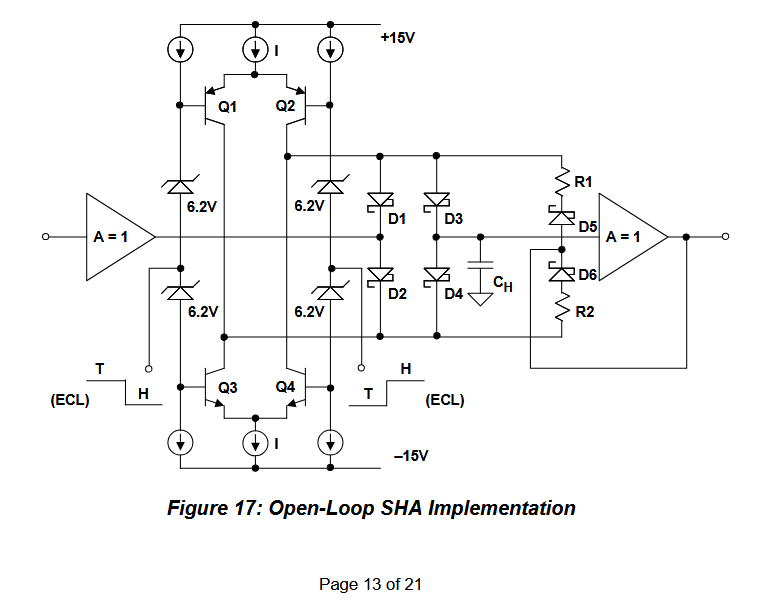 +15V
I
Q1 Q2
R1
6.2V 6.2V
D1 D3
D5
A = 1 A = 1
D6
D2 D4 CH
6.2V 6.2V R2
T H
Q3 Q4
H T
(ECL) (ECL)
I
–15V
Figure 17: Open-Loop SHA Implementation
Page 13 of 21